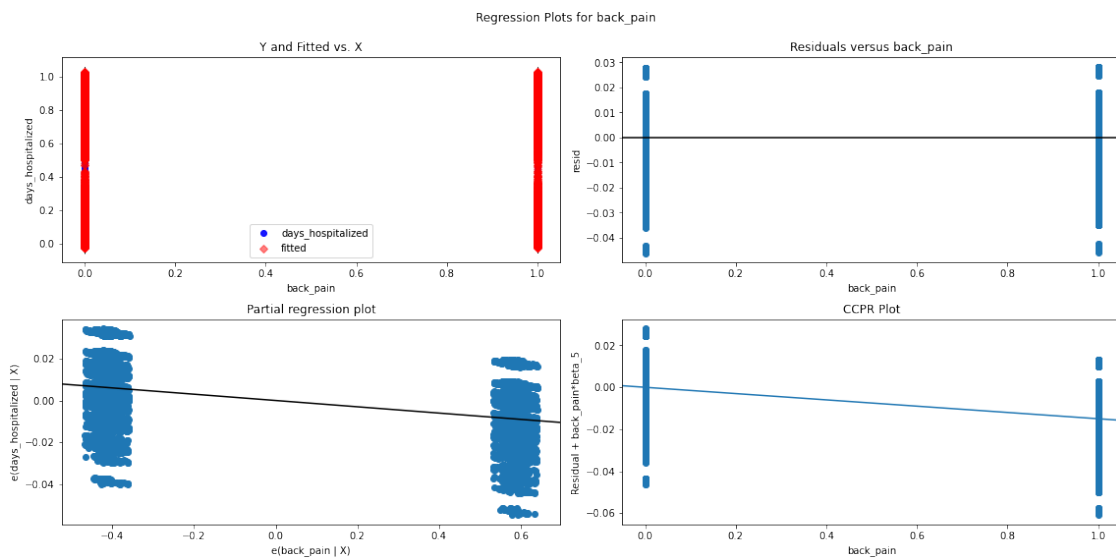 Regression Plots for back_pain
Y and Fitted vs. X
days_hospitalized
1.0
0.8
0.6
0.4
0.2
0.0
days_hospitalized
fitted
0.0 0.2 0.4 0.6 0.8 1.0
back_pain
Residuals versus back_pain
resid
0.03
0.02
0.01
0.00
−0.01
−0.02
−0.03
−0.04
0.0 0.2 0.4 0.6 0.8 1.0
back_pain
Partial regression plot
e(days_hospitalized | X)
0.02
0.00
−0.02
−0.04
−0.4 −0.2 0.0 0.2 0.4 0.6
e(back_pain | X)
CCPR Plot
Residual + back_pain*beta_5
0.02
0.00
−0.02
−0.04
−0.06
0.0 0.2 0.4 0.6 0.8 1.0
back_pain